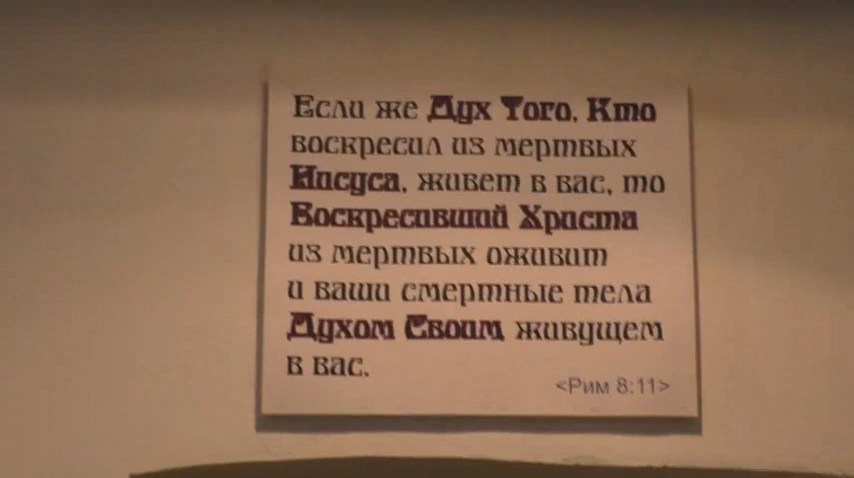 Если же Дух Того, Кто
воскресил из мертвых
Иисуса, живет в вас, то
Воскресивший Христа
из мертвых оживит
и ваши смертные тела
Духом Своим, живущем
в вас.
<Рим 8:11>